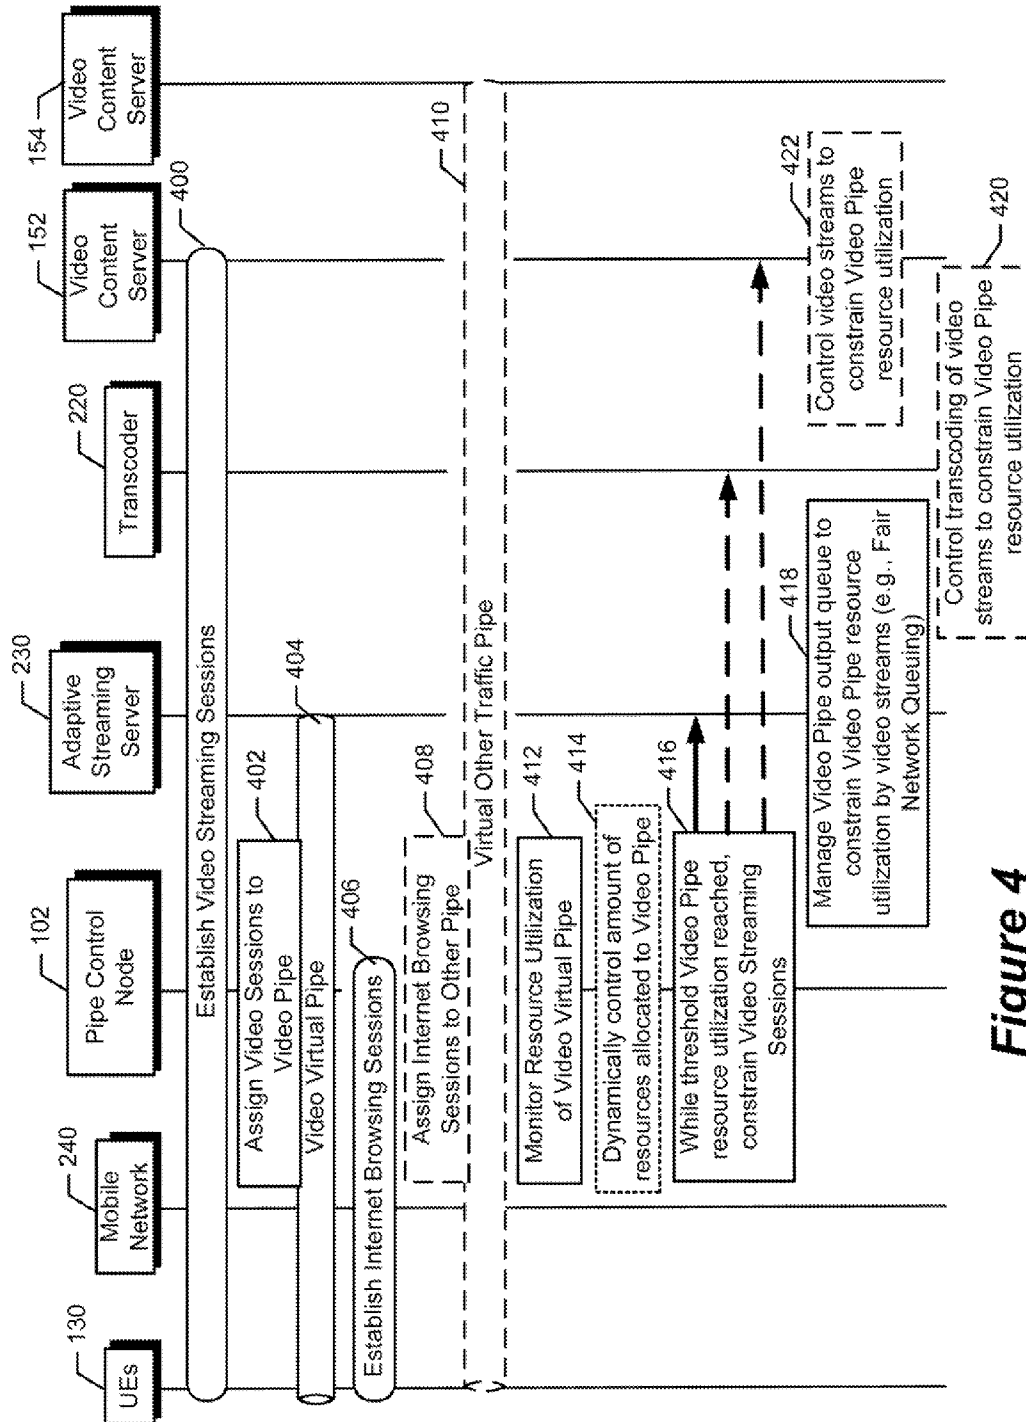 130
UEs
240
Mobile
Network
102
Pipe Control
Node
230
Adaptive
Streaming
Server
220
Transcoder
152
Video
Content
Server
154
Video
Content
Server
Establish Video Streaming Sessions
400
Assign Video Sessions to
Video Pipe
402
Video Virtual Pipe
404
Establish Internet Browsing Sessions
406
Assign Internet Browsing
Sessions to Other Pipe
408
Virtual Other Traffic Pipe
410
Monitor Resource Utilization
of Video Virtual Pipe
412
Dynamically control amount of
resources allocated to Video Pipe
414
While threshold Video Pipe
resource utilization reached,
constrain Video Streaming
Sessions
416
Manage Video Pipe output queue to
constrain Video Pipe resource
utilization by video streams (e.g., Fair
Network Queuing)
418
Control video streams to
constrain Video Pipe
resource utilization
422
Control transcoding of video
streams to constrain Video Pipe
resource utilization
420
Figure 4